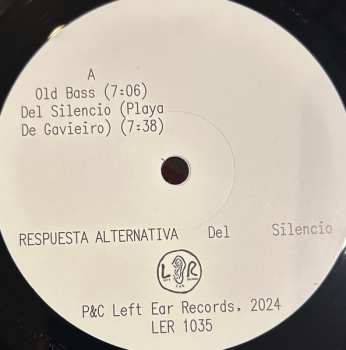 A
Old Bass (7:06)
Del Silencio (Playa
De Gavieiro) (7:38)
RESPUESTA ALTERNATIVA Del Silencio
L R
P&C Left Ear Records. 2024
LER 1035